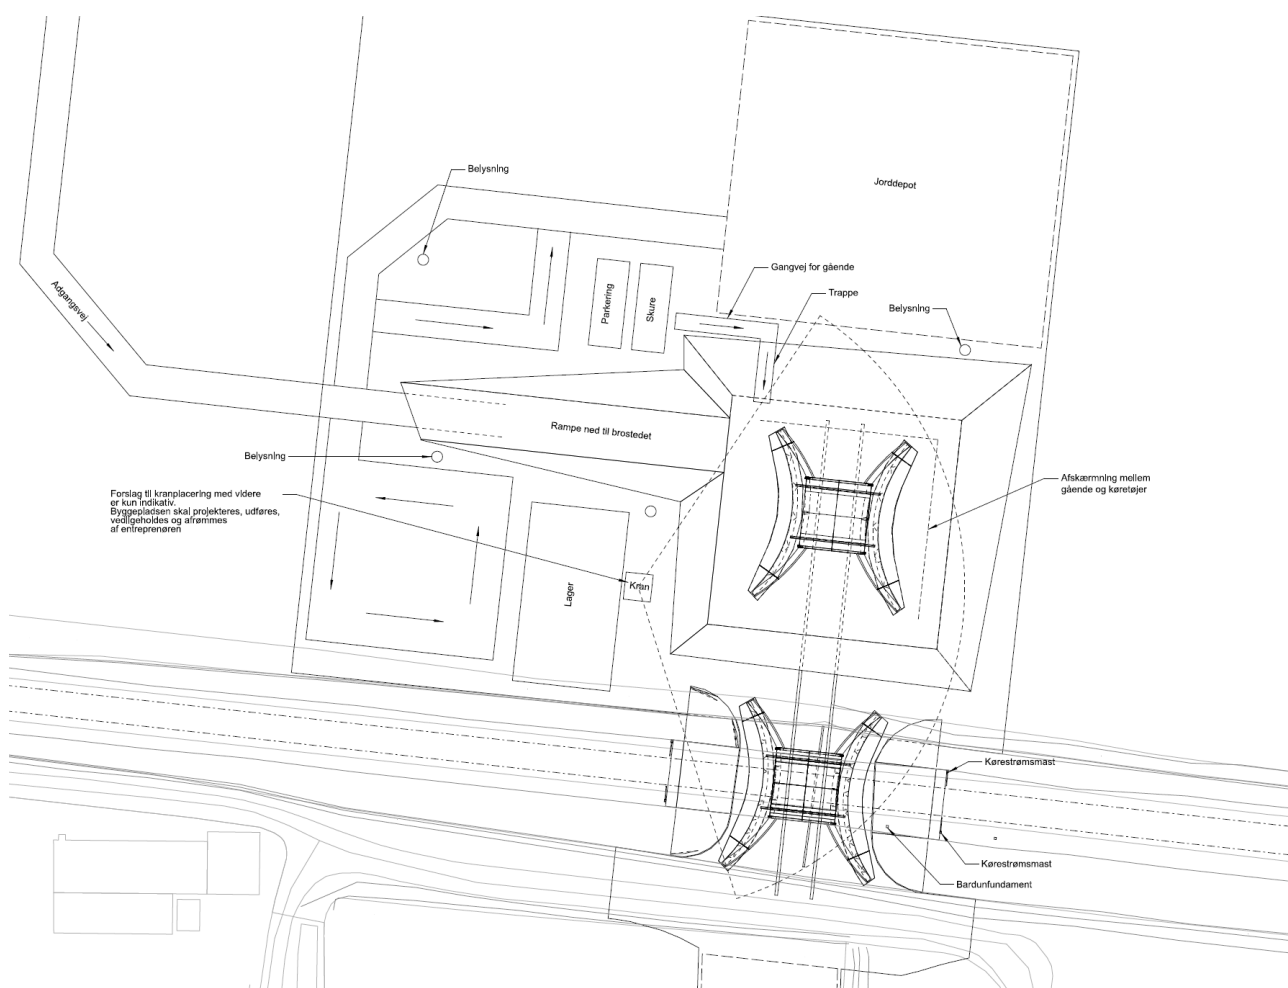 Belysning
Jorddepot
Gangvej for gående
Trappe
Belysning
Adgangsvej
Parkering
Skure
Rampe ned til brostedet
Belysning
Afskærmning mellem
gående og køretøjer
Forslag til kranplacering med videre
er kun indikativ.
Byggepladsen skal projekteres, udføres,
vedligeholdes og afrømmes
af entreprenøren
Lager
Kran
Kørestrømsmast
Kørestrømsmast
Bardunfundament